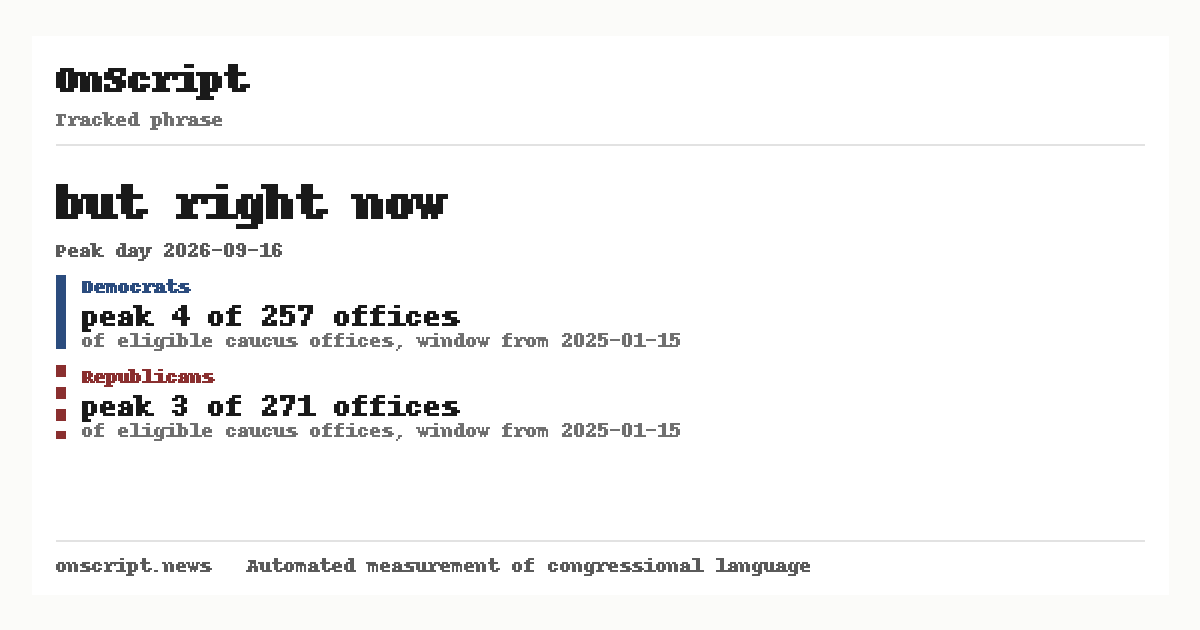 OnScript
Tracked phrase
but right now
Peak day 2026-09-16
Democrats
peak 4 of 257 offices
of eligible caucus offices, window from 2025-01-15
Republicans
peak 3 of 271 offices
of eligible caucus offices, window from 2025-01-15
onscript.news Automated measurement of congressional language